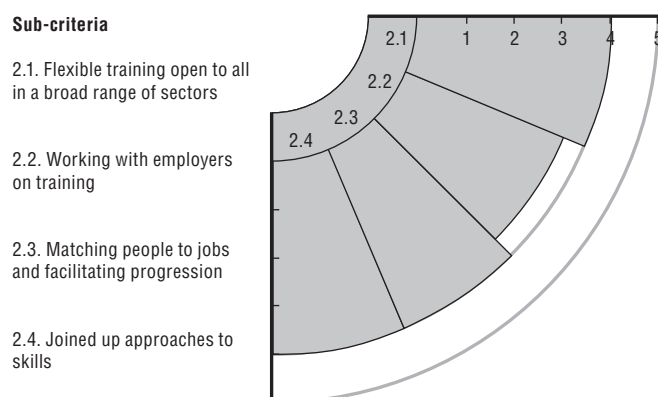 Sub-criteria
2.1. Flexible training open to all
in a broad range of sectors
2.2. Working with employers
on training
2.3. Matching people to jobs
and facilitating progression
2.4. Joined up approaches to
skills
2.1 1 2 3 4 5
2.2
2.3
2.4